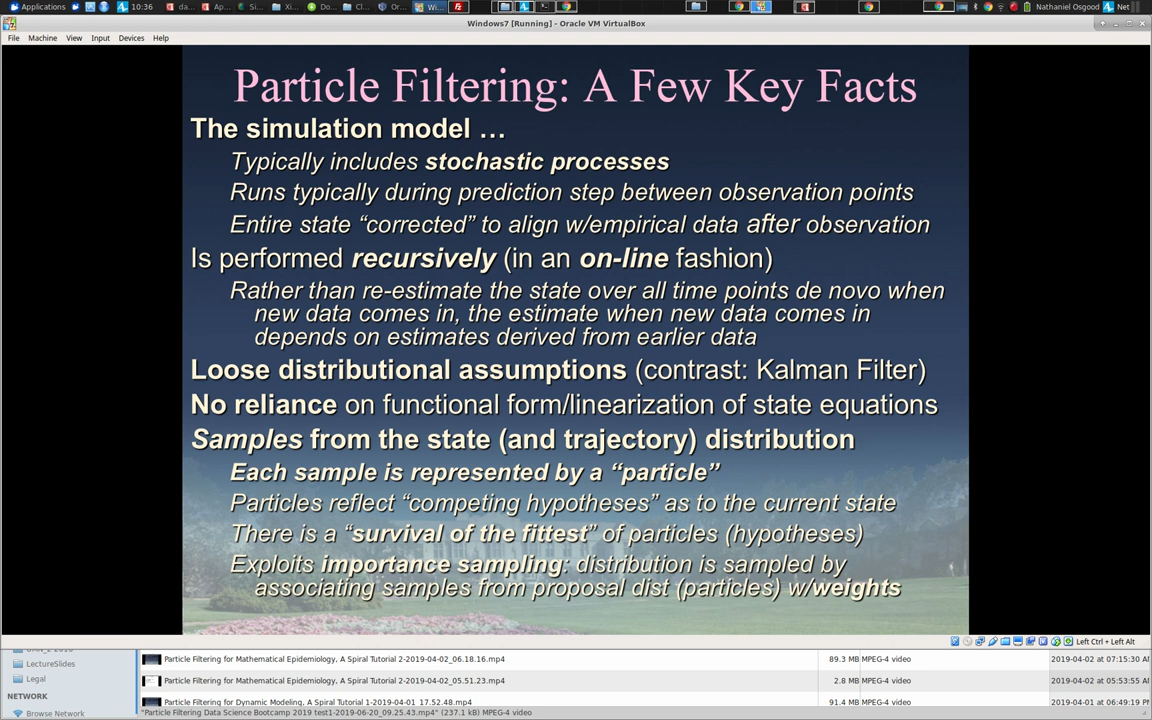 Applications
10:36
da...
Ap...
Si...
Xi...
Do...
Cl...
Or...
Wi...
Nathaniel Osgood
Net
Windows7 [Running] - Oracle VM VirtualBox
File Machine View Input Devices Help
Particle Filtering: A Few Key Facts
The simulation model …
Typically includes stochastic processes
Runs typically during prediction step between observation points
Entire state “corrected” to align w/empirical data after observation
Is performed recursively (in an on-line fashion)
Rather than re-estimate the state over all time points de novo when
new data comes in, the estimate when new data comes in
depends on estimates derived from earlier data
Loose distributional assumptions (contrast: Kalman Filter)
No reliance on functional form/linearization of state equations
Samples from the state (and trajectory) distribution
Each sample is represented by a “particle”
Particles reflect “competing hypotheses” as to the current state
There is a “survival of the fittest” of particles (hypotheses)
Exploits importance sampling: distribution is sampled by
associating samples from proposal dist (particles) w/weights
Left Ctrl + Left Alt
LectureSlides
Legal
NETWORK
Browse Network
Particle Filtering for Mathematical Epidemiology, A Spiral Tutorial 2-2019-04-02_06.18.16.mp4 89.3 MB MPEG-4 video 2019-04-02 at 07:15:30 AM
Particle Filtering for Mathematical Epidemiology, A Spiral Tutorial 2-2019-04-02_05.51.23.mp4 2.8 MB MPEG-4 video 2019-04-02 at 05:53:55 AM
Particle Filtering for Dynamic Modeling, A Spiral Tutorial 1-2019-04-01_17.52.48.mp4 91.4 MB MPEG-4 video 2019-04-01 at 06:49:19 PM
"Particle Filtering Data Science Bootcamp 2019 test1-2019-06-20_09.25.43.mp4" (237.1 kB) MPEG-4 video